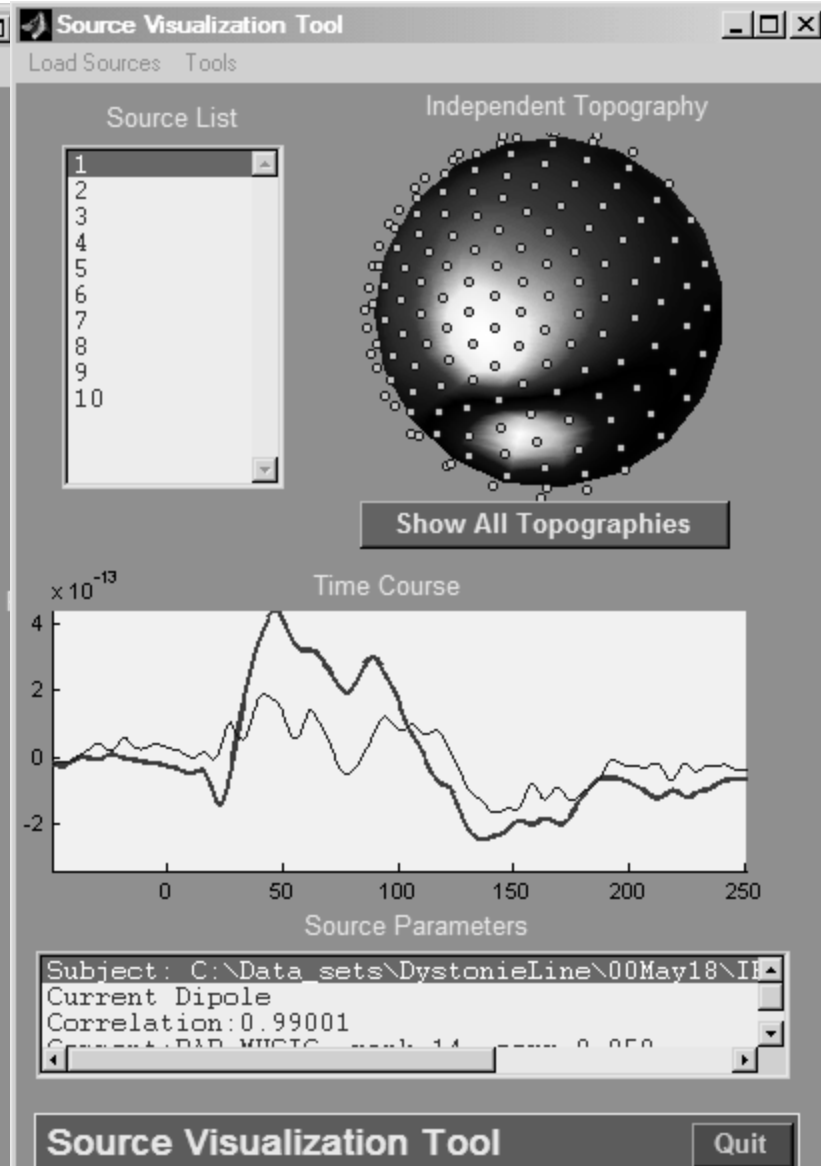 Source Visualization Tool
Load Sources Tools
Source List
Independent Topography
1
2
3
4
5
6
7
8
9
10
Show All Topographies
Time Course
x 10^-13
4
2
0
-2
0 50 100 150 200 250
Source Parameters
Subject: C:\Data_sets\DystonieLine\00May18\
Current Dipole
Correlation:0.99001
Source Visualization Tool
Quit